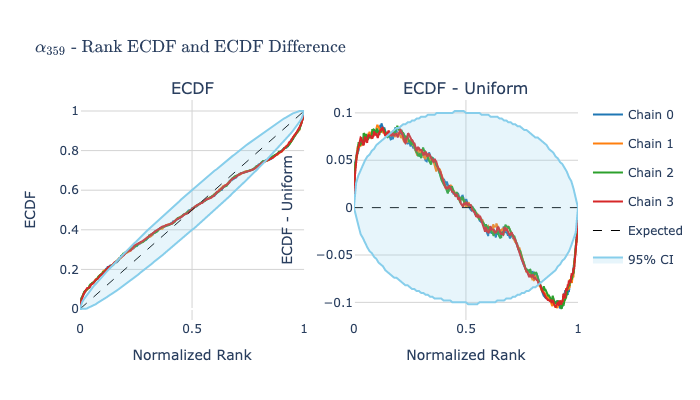 α359 - Rank ECDF and ECDF Difference
ECDF
ECDF - Uniform
1
0.8
0.6
0.4
0.2
0
ECDF
0
0.5
1
Normalized Rank
0.1
0.05
0
−0.05
−0.1
ECDF - Uniform
0
0.5
1
Normalized Rank
Chain 0
Chain 1
Chain 2
Chain 3
Expected
95% CI